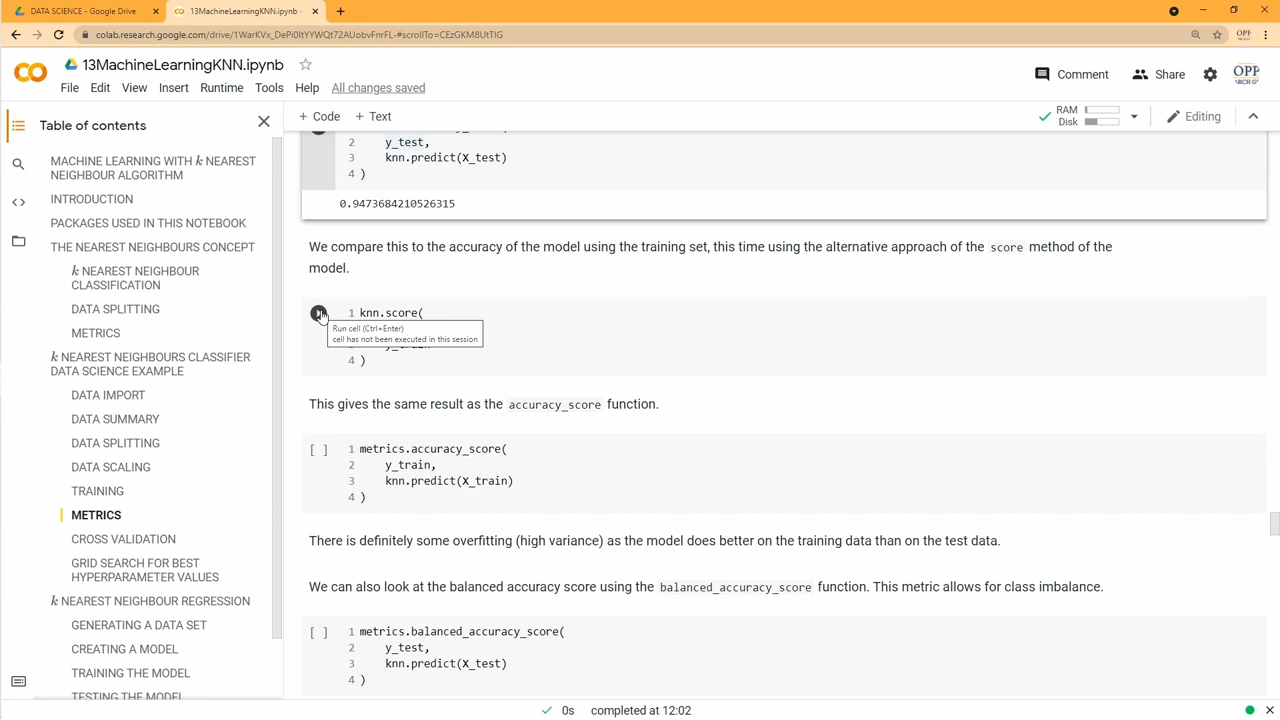 DATA SCIENCE - Google Drive
13MachineLearningKNN.ipynb -
colab.research.google.com/drive/1WarKVx_DePi0ItYYWQt72AUobvFnrFL-#scrollTo=CEzGKM8UtTIG
OPP
13MachineLearningKNN.ipynb
Comment
Share
OPP
File Edit View Insert Runtime Tools Help All changes saved
Table of contents
+ Code + Text
RAM
Disk
Editing
MACHINE LEARNING WITH k NEAREST
NEIGHBOUR ALGORITHM
INTRODUCTION
PACKAGES USED IN THIS NOTEBOOK
THE NEAREST NEIGHBOURS CONCEPT
k NEAREST NEIGHBOUR
CLASSIFICATION
DATA SPLITTING
METRICS
k NEAREST NEIGHBOURS CLASSIFIER
DATA SCIENCE EXAMPLE
DATA IMPORT
DATA SUMMARY
DATA SPLITTING
DATA SCALING
TRAINING
METRICS
CROSS VALIDATION
GRID SEARCH FOR BEST
HYPERPARAMETER VALUES
k NEAREST NEIGHBOUR REGRESSION
GENERATING A DATA SET
CREATING A MODEL
TRAINING THE MODEL
TESTING THE MODEL
2 y_test,
3 knn.predict(X_test)
4 )
0.9473684210526315
We compare this to the accuracy of the model using the training set, this time using the alternative approach of the score method of the
model.
1 knn.score(
Run cell (Ctrl+Enter)
cell has not been executed in this session
4 )
This gives the same result as the accuracy_score function.
[ ] 1 metrics.accuracy_score(
2 y_train,
3 knn.predict(X_train)
4 )
There is definitely some overfitting (high variance) as the model does better on the training data than on the test data.
We can also look at the balanced accuracy score using the balanced_accuracy_score function. This metric allows for class imbalance.
[ ] 1 metrics.balanced_accuracy_score(
2 y_test,
3 knn.predict(X_test)
4 )
0s completed at 12:02